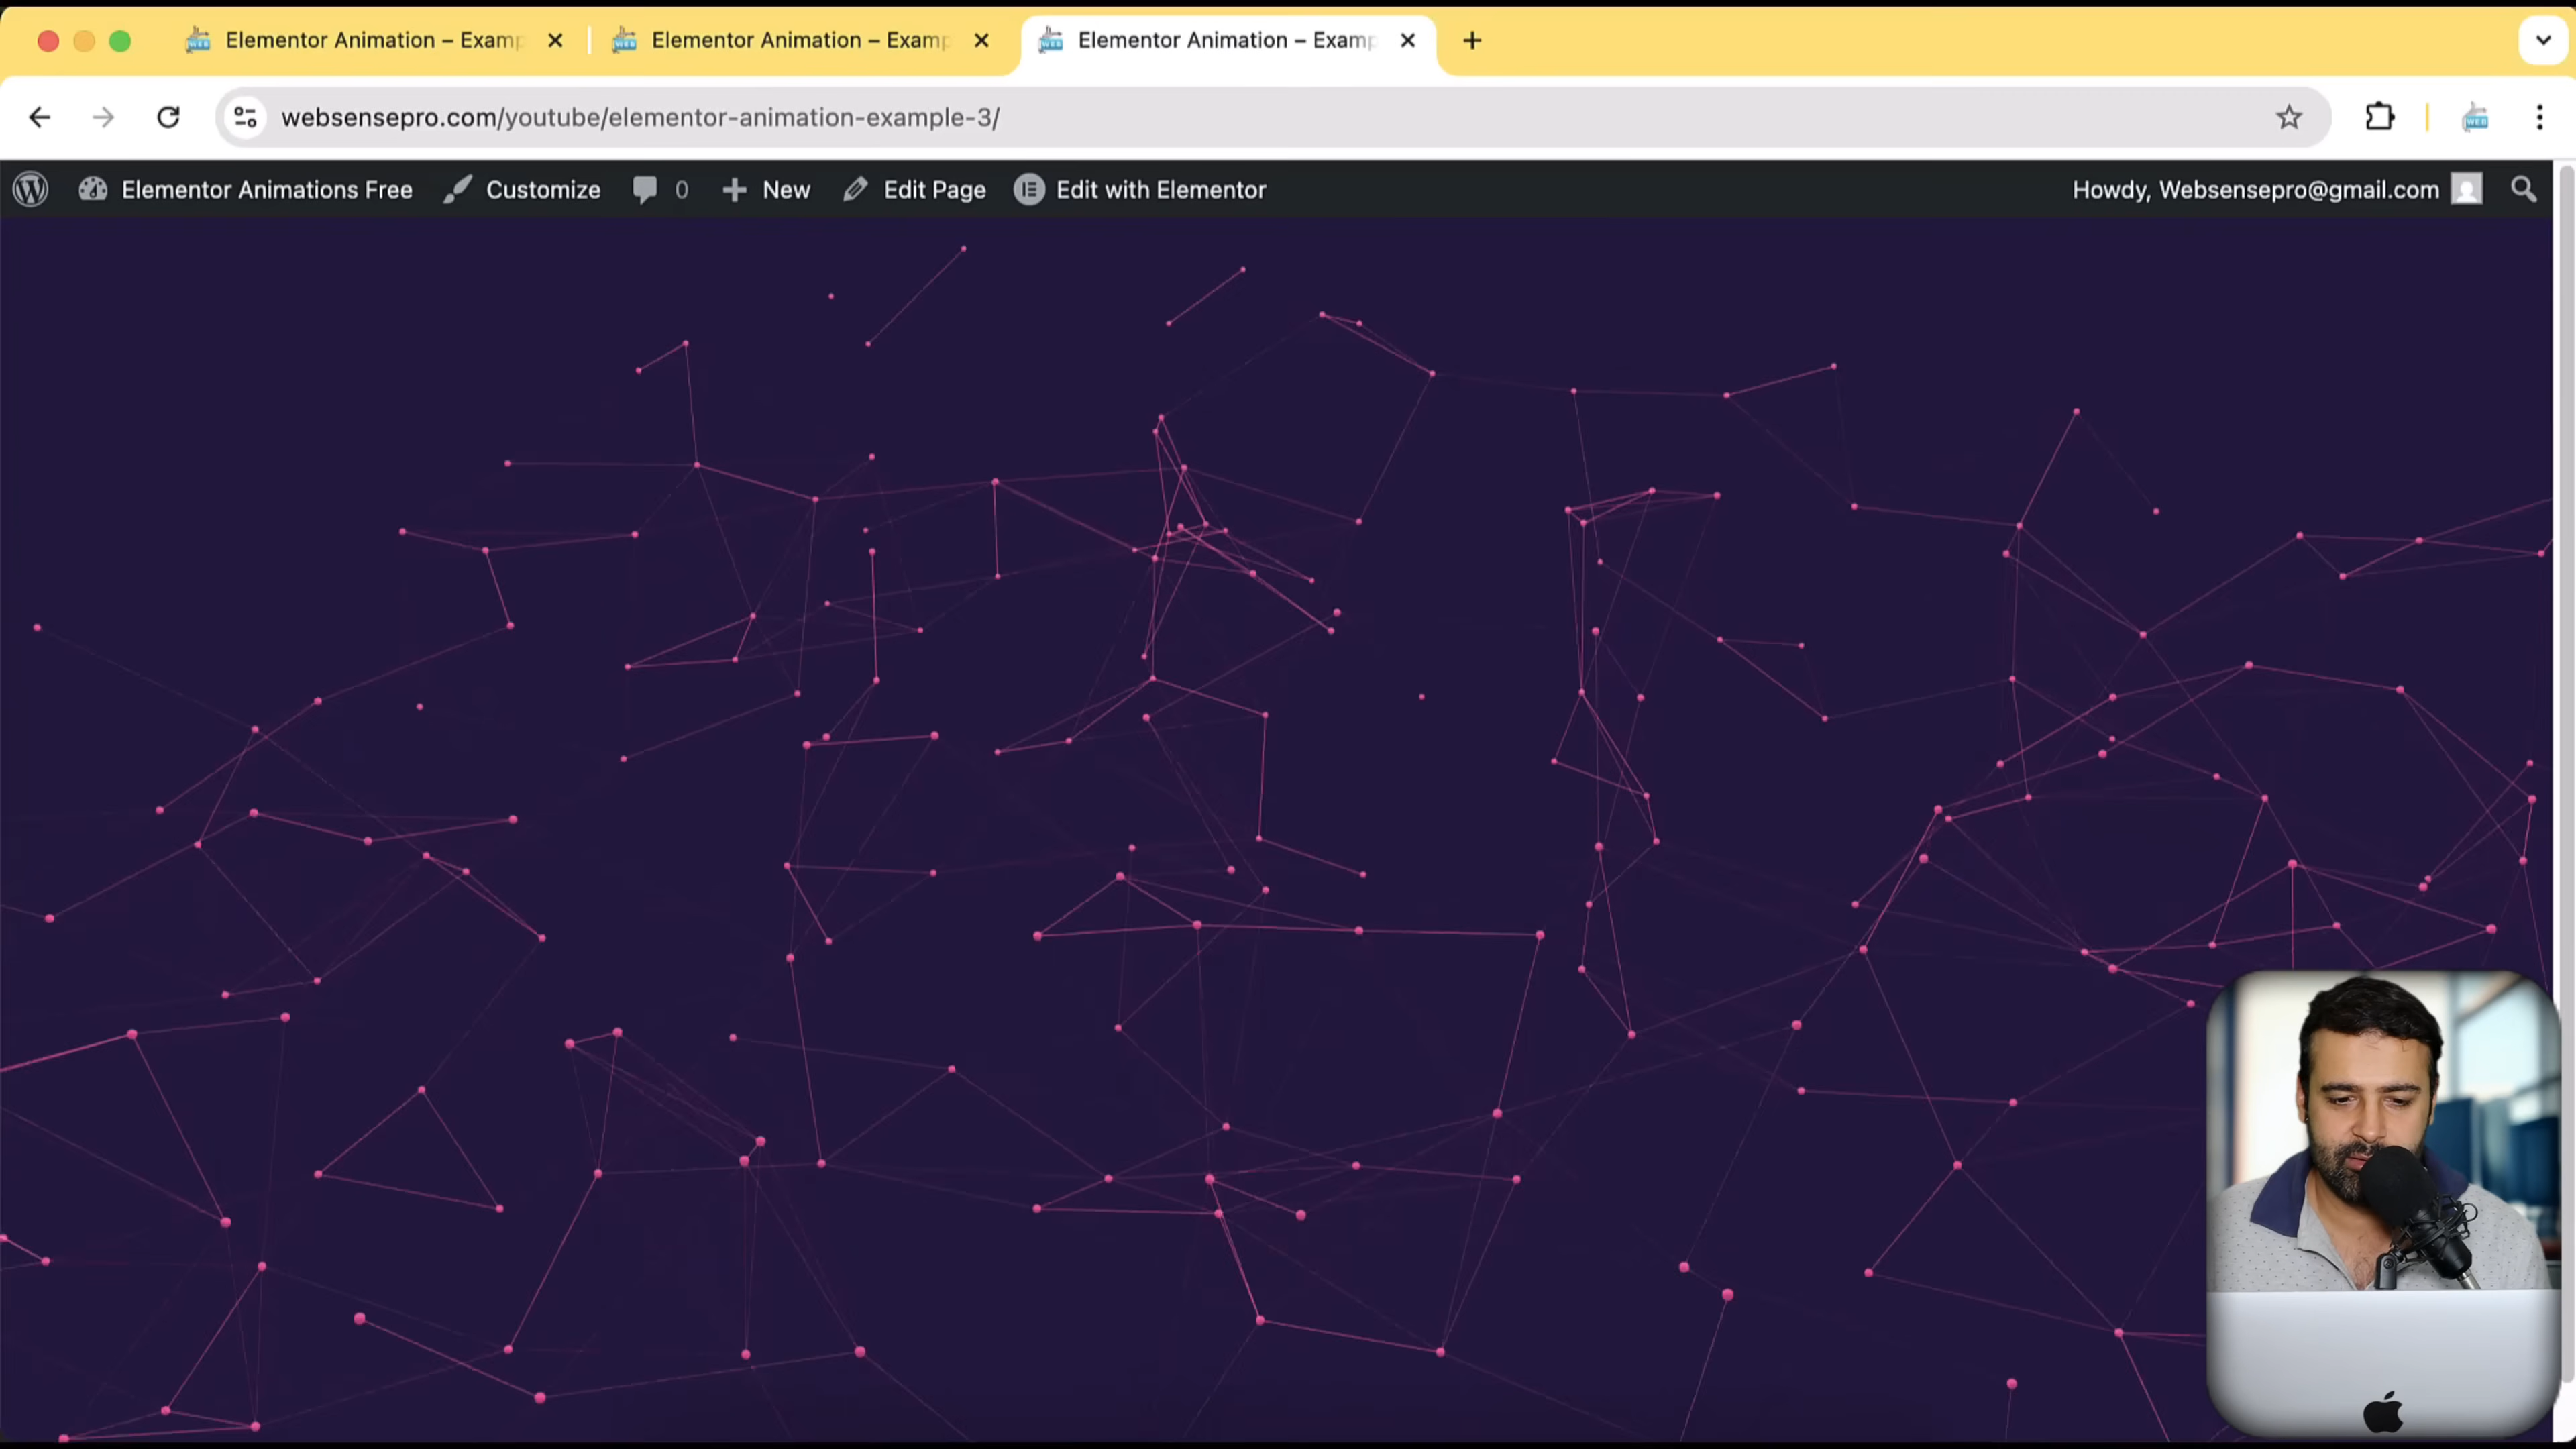 Elementor Animation – Examp
Elementor Animation – Examp
Elementor Animation – Examp
websensepro.com/youtube/elementor-animation-example-3/
WEB
Elementor Animations Free
Customize
0
New
Edit Page
Edit with Elementor
Howdy, Websensepro@gmail.com